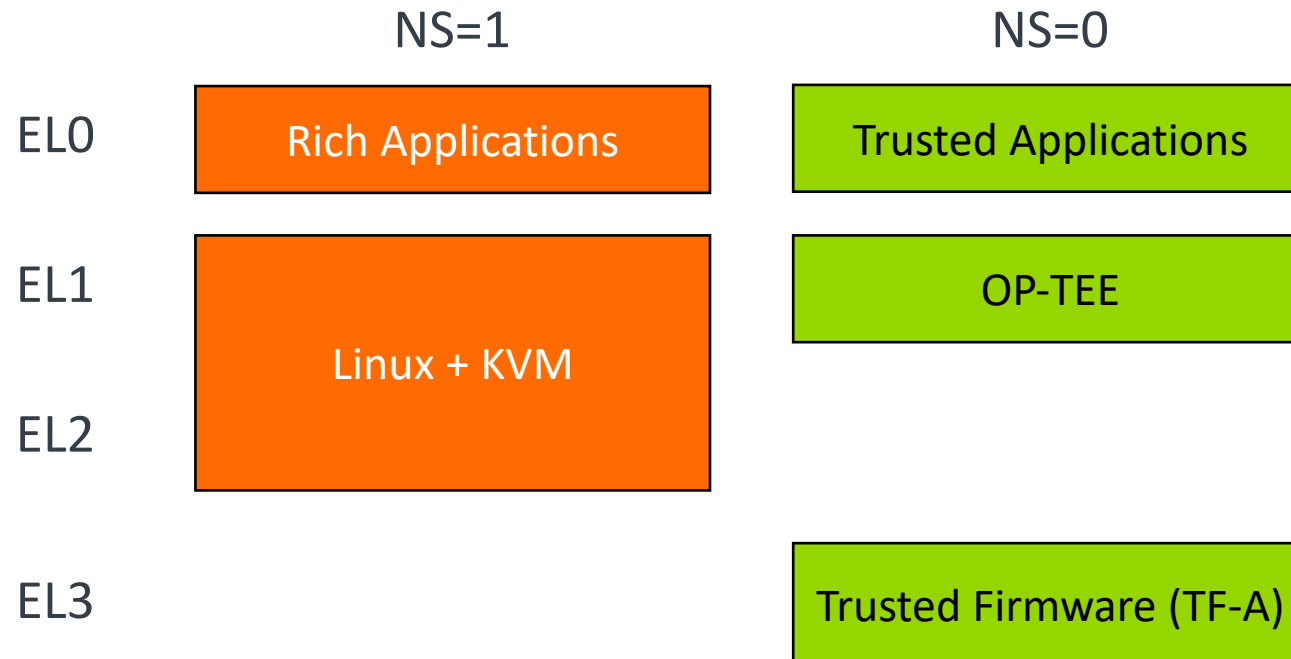 NS=1
NS=0
EL0
Rich Applications
Trusted Applications
EL1
OP-TEE
Linux + KVM
EL2
EL3
Trusted Firmware (TF-A)